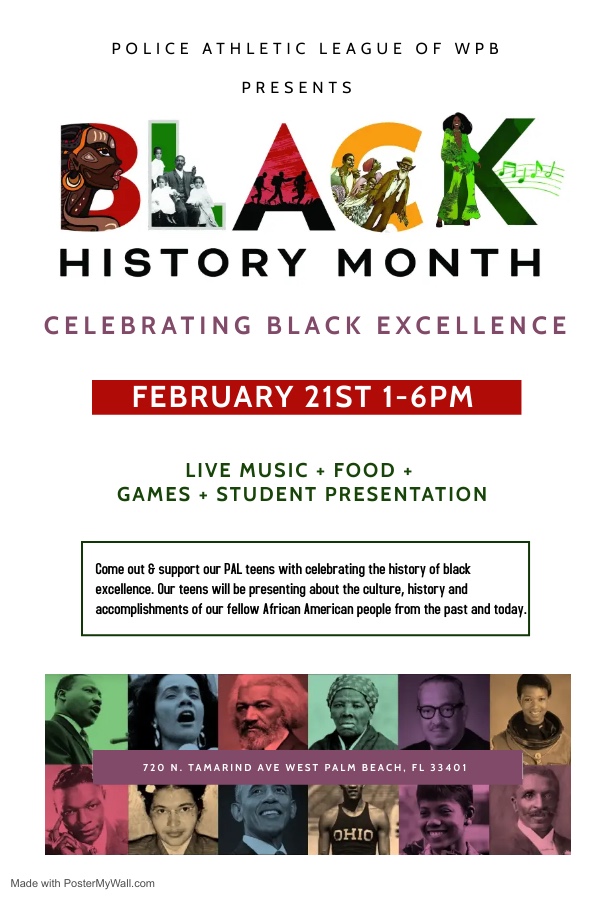 POLICE ATHLETIC LEAGUE OF WPB
PRESENTS
BLACK
HISTORY MONTH
CELEBRATING BLACK EXCELLENCE
FEBRUARY 21ST 1-6PM
LIVE MUSIC + FOOD +
GAMES + STUDENT PRESENTATION
Come out & support our PAL teens with celebrating the history of black
excellence. Our teens will be presenting about the culture, history and
accomplishments of our fellow African American people from the past and today.
720 N. TAMARIND AVE WEST PALM BEACH, FL 33401
OHIO
Made with PosterMyWall.com